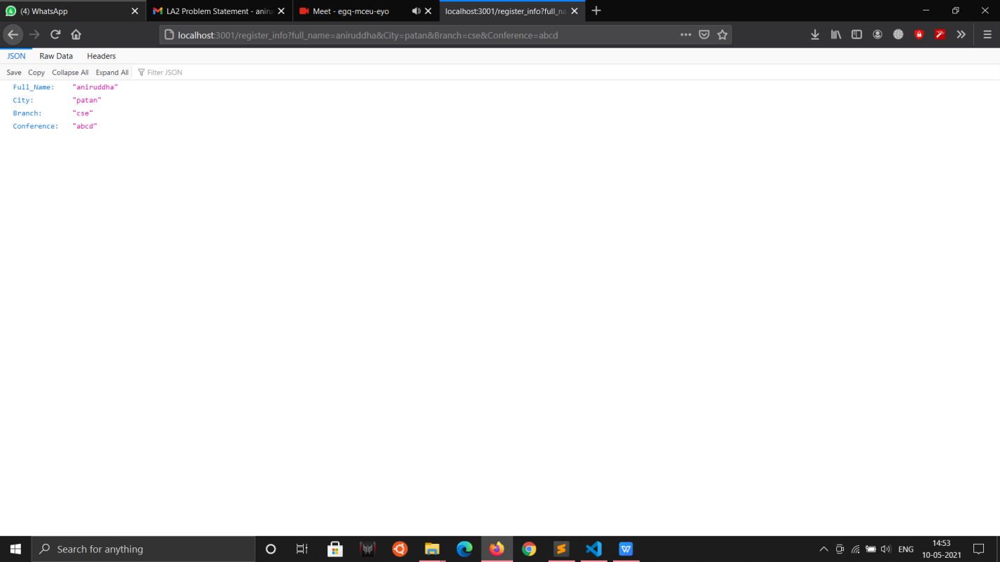 (4) WhatsApp
LA2 Problem Statement - aniru
Meet - egq-mceu-eyo
localhost:3001/register_info?full_na
localhost:3001/register_info?full_name=aniruddha&City=patan&Branch=cse&Conference=abcd
JSON Raw Data Headers
Save Copy Collapse All Expand All Filter JSON
Full_Name: "aniruddha"
City: "patan"
Branch: "cse"
Conference: "abcd"
Search for anything
ENG
14:53
10-05-2021